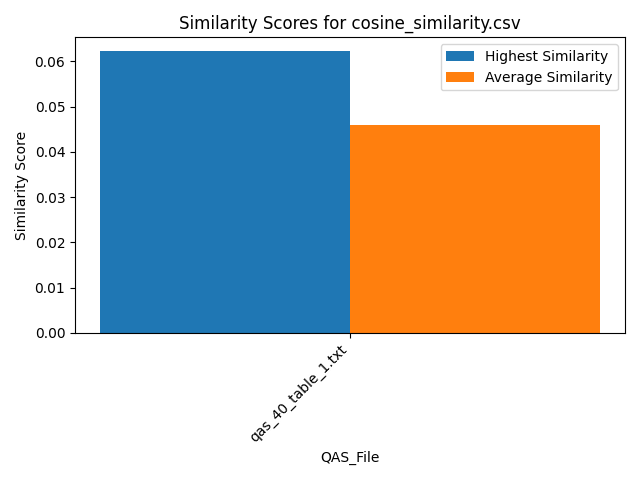 Similarity Scores for cosine_similarity.csv
Highest Similarity
Average Similarity
Similarity Score
0.06
0.05
0.04
0.03
0.02
0.01
0.00
qas_40_table_1.txt
QAS_File